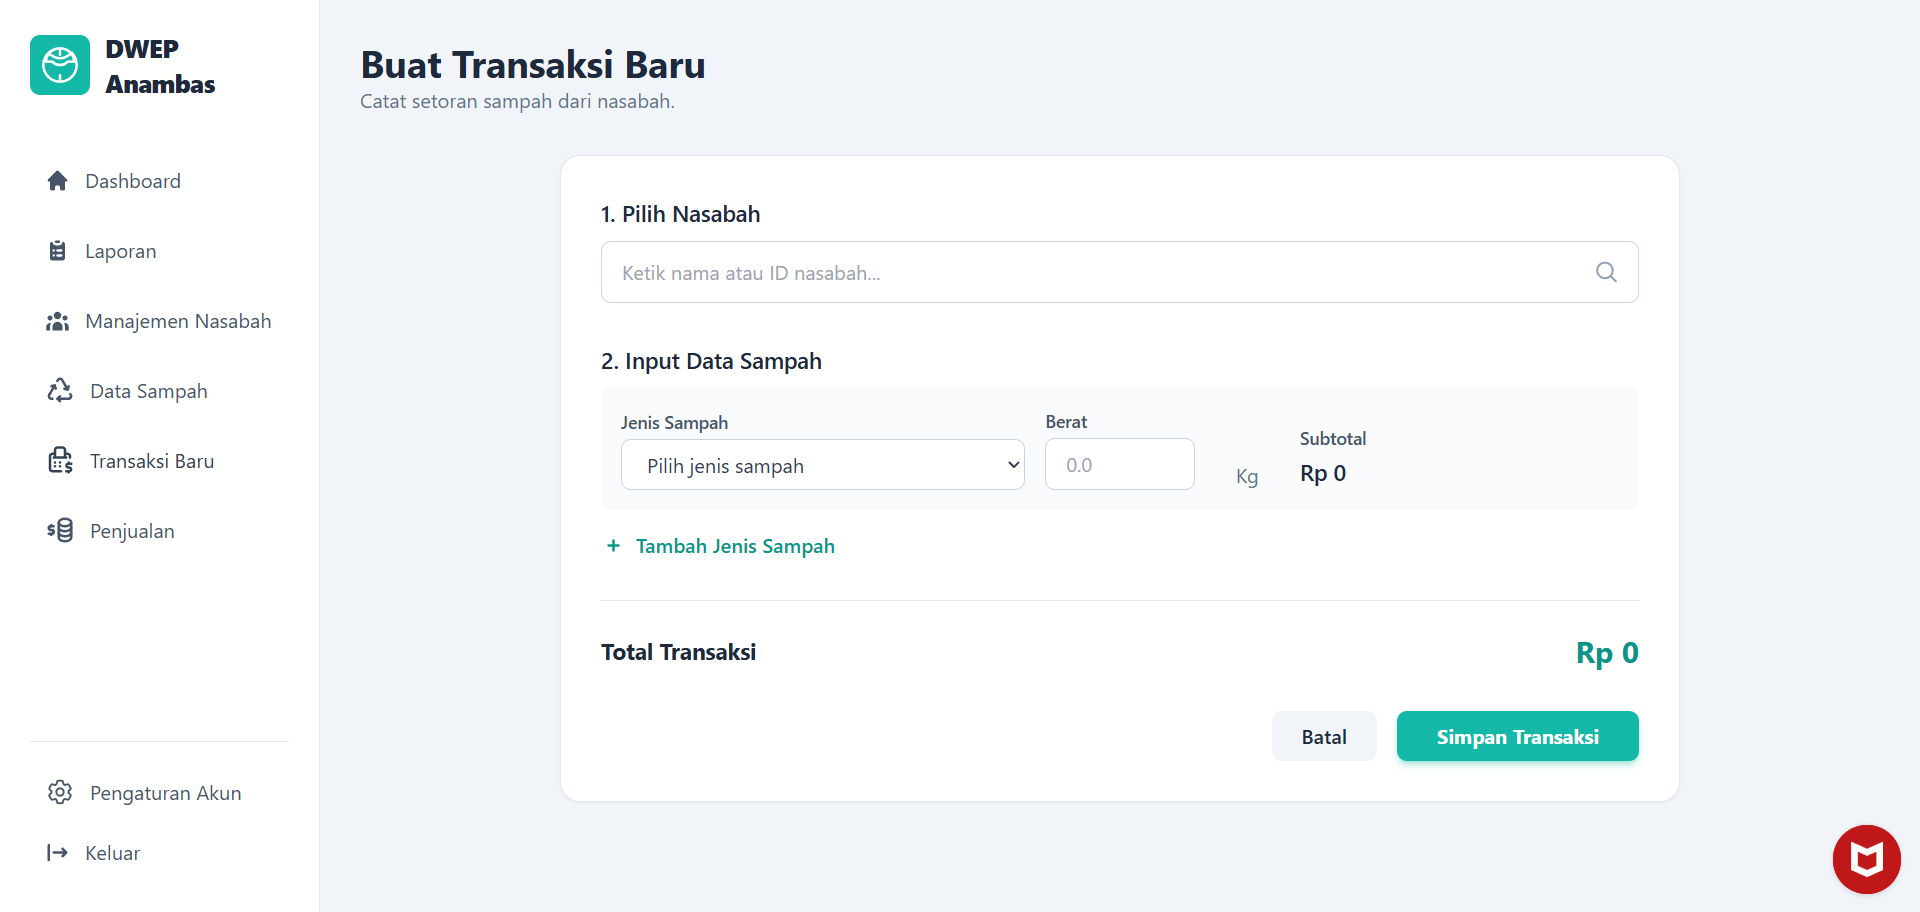 DWEP
Anambas
Dashboard
Laporan
Manajemen Nasabah
Data Sampah
Transaksi Baru
Penjualan
Pengaturan Akun
Keluar
Buat Transaksi Baru
Catat setoran sampah dari nasabah.
1. Pilih Nasabah
Ketik nama atau ID nasabah...
2. Input Data Sampah
Jenis Sampah
Pilih jenis sampah
Berat
0.0
Kg
Subtotal
Rp 0
+ Tambah Jenis Sampah
Total Transaksi
Rp 0
Batal
Simpan Transaksi